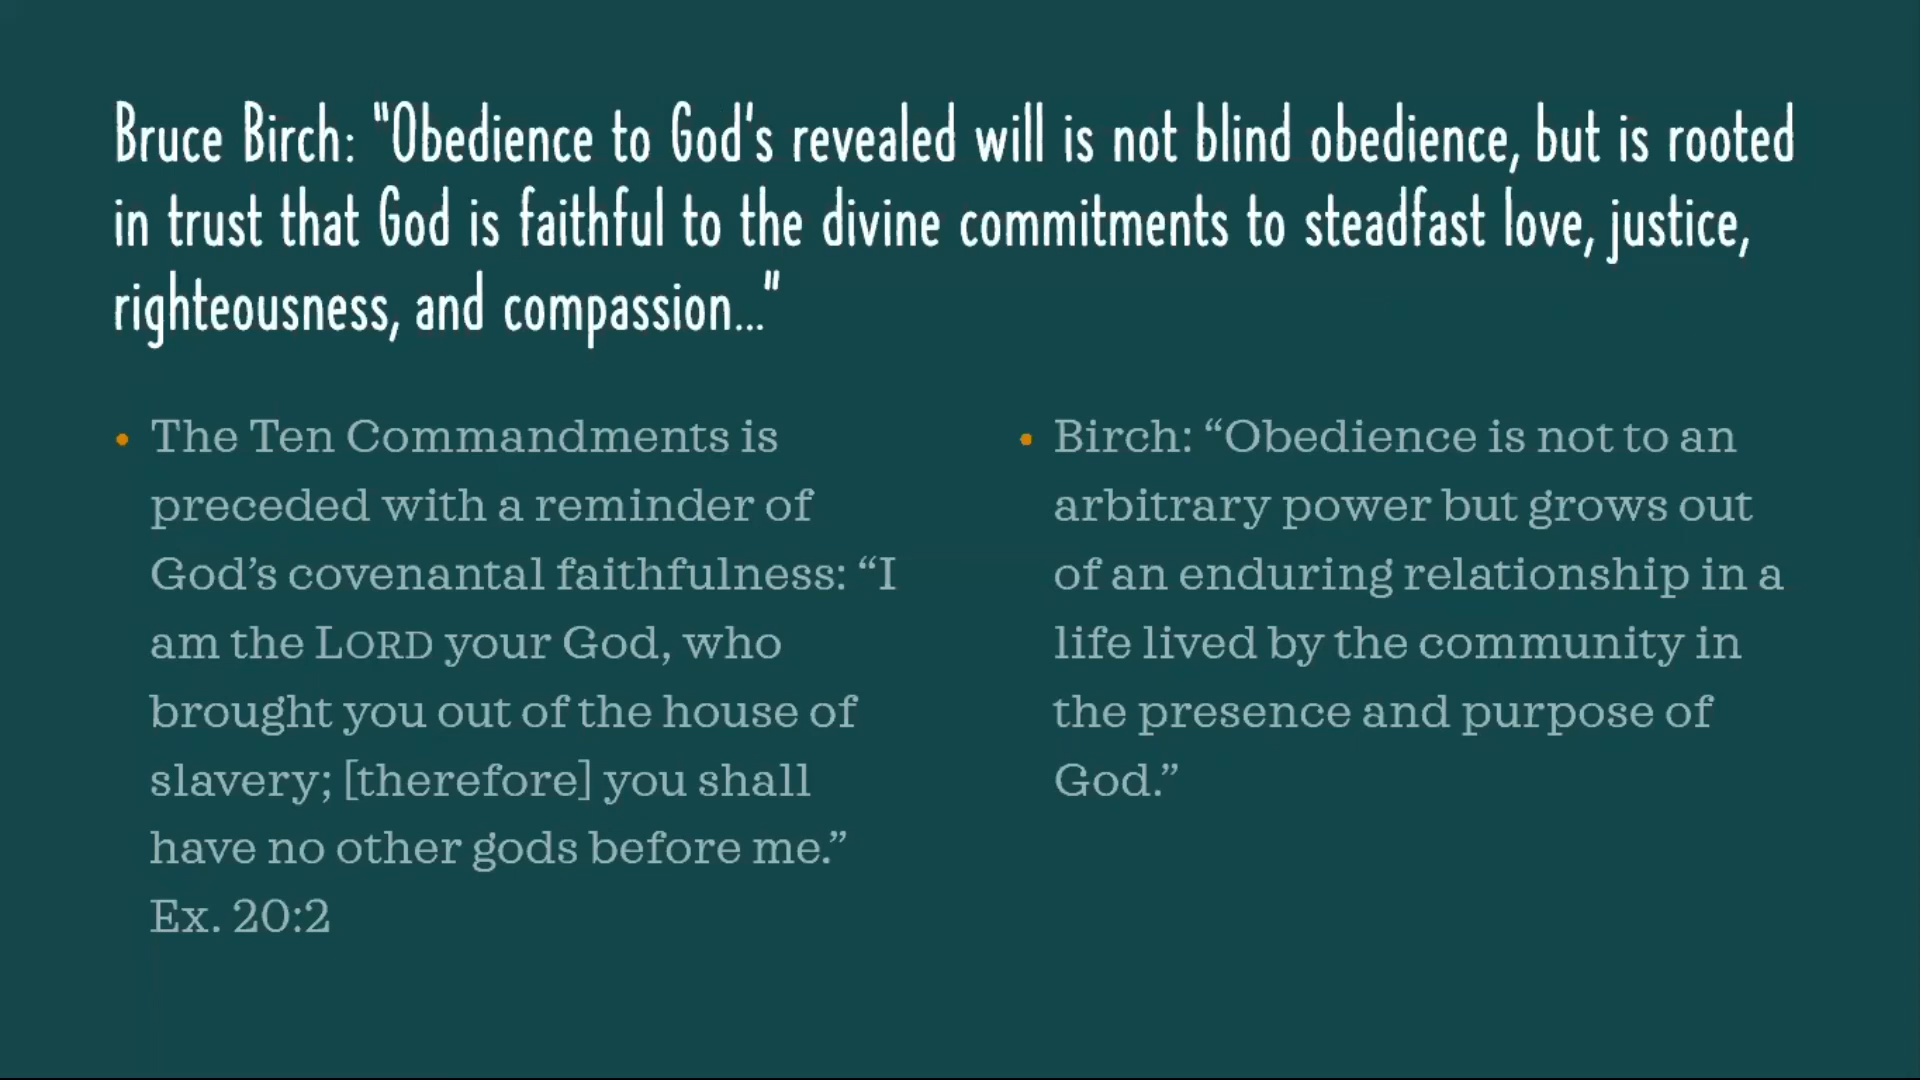 Bruce Birch: "Obedience to God's revealed will is not blind obedience, but is rooted
in trust that God is faithful to the divine commitments to steadfast love, justice,
righteousness, and compassion..."
• The Ten Commandments is
preceded with a reminder of
God’s covenantal faithfulness: “I
am the LORD your God, who
brought you out of the house of
slavery; [therefore] you shall
have no other gods before me.”
Ex. 20:2
• Birch: “Obedience is not to an
arbitrary power but grows out
of an enduring relationship in a
life lived by the community in
the presence and purpose of
God.”